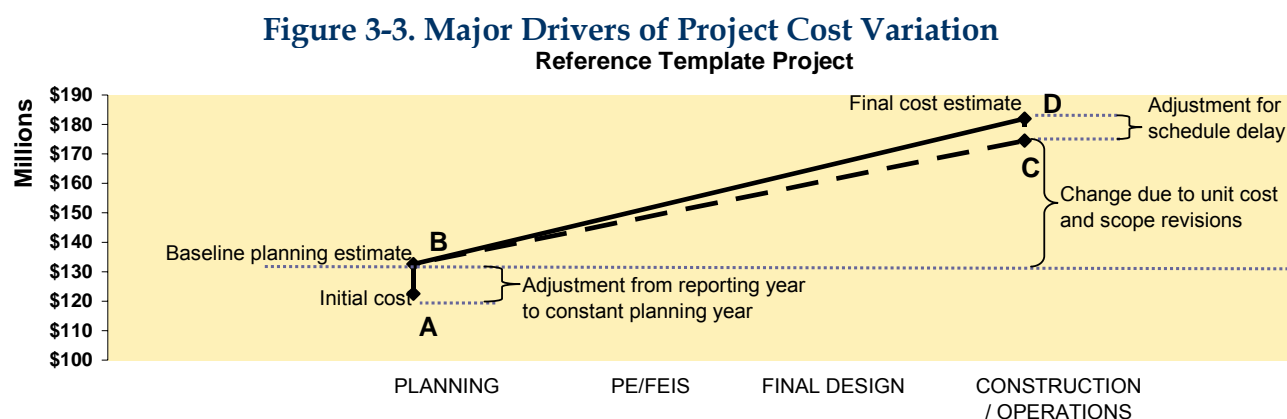 Figure 3-3. Major Drivers of Project Cost Variation
Reference Template Project
Millions
$190
$180
$170
$160
$150
$140
$130
$120
$110
$100
Final cost estimate
D
Adjustment for
schedule delay
C
Change due to unit cost
and scope revisions
B
Baseline planning estimate
Initial cost
A
Adjustment from reporting year
to constant planning year
PLANNING
PE/FEIS
FINAL DESIGN
CONSTRUCTION
/ OPERATIONS